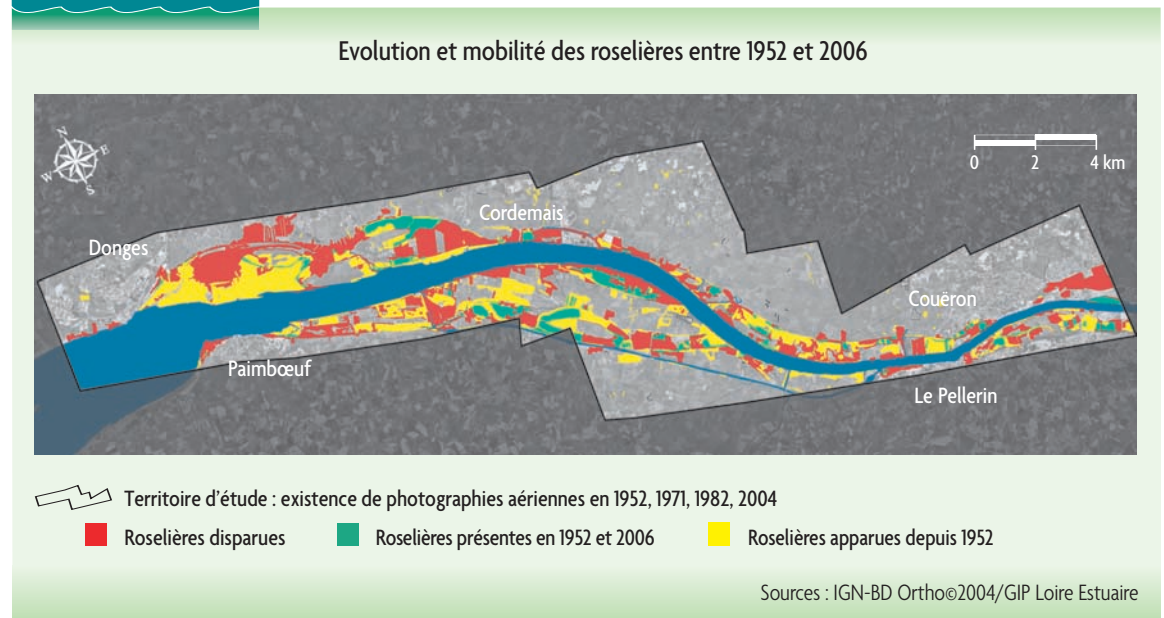 Evolution et mobilité des roselières entre 1952 et 2006
N
E
W
S
0 2 4 km
Cordemais
Donges
Couëron
Paimbœuf
Le Pellerin
Territoire d'étude : existence de photographies aériennes en 1952, 1971, 1982, 2004
Roselières disparues
Roselières présentes en 1952 et 2006
Roselières apparues depuis 1952
Sources : IGN-BD Ortho©2004/GIP Loire Estuaire